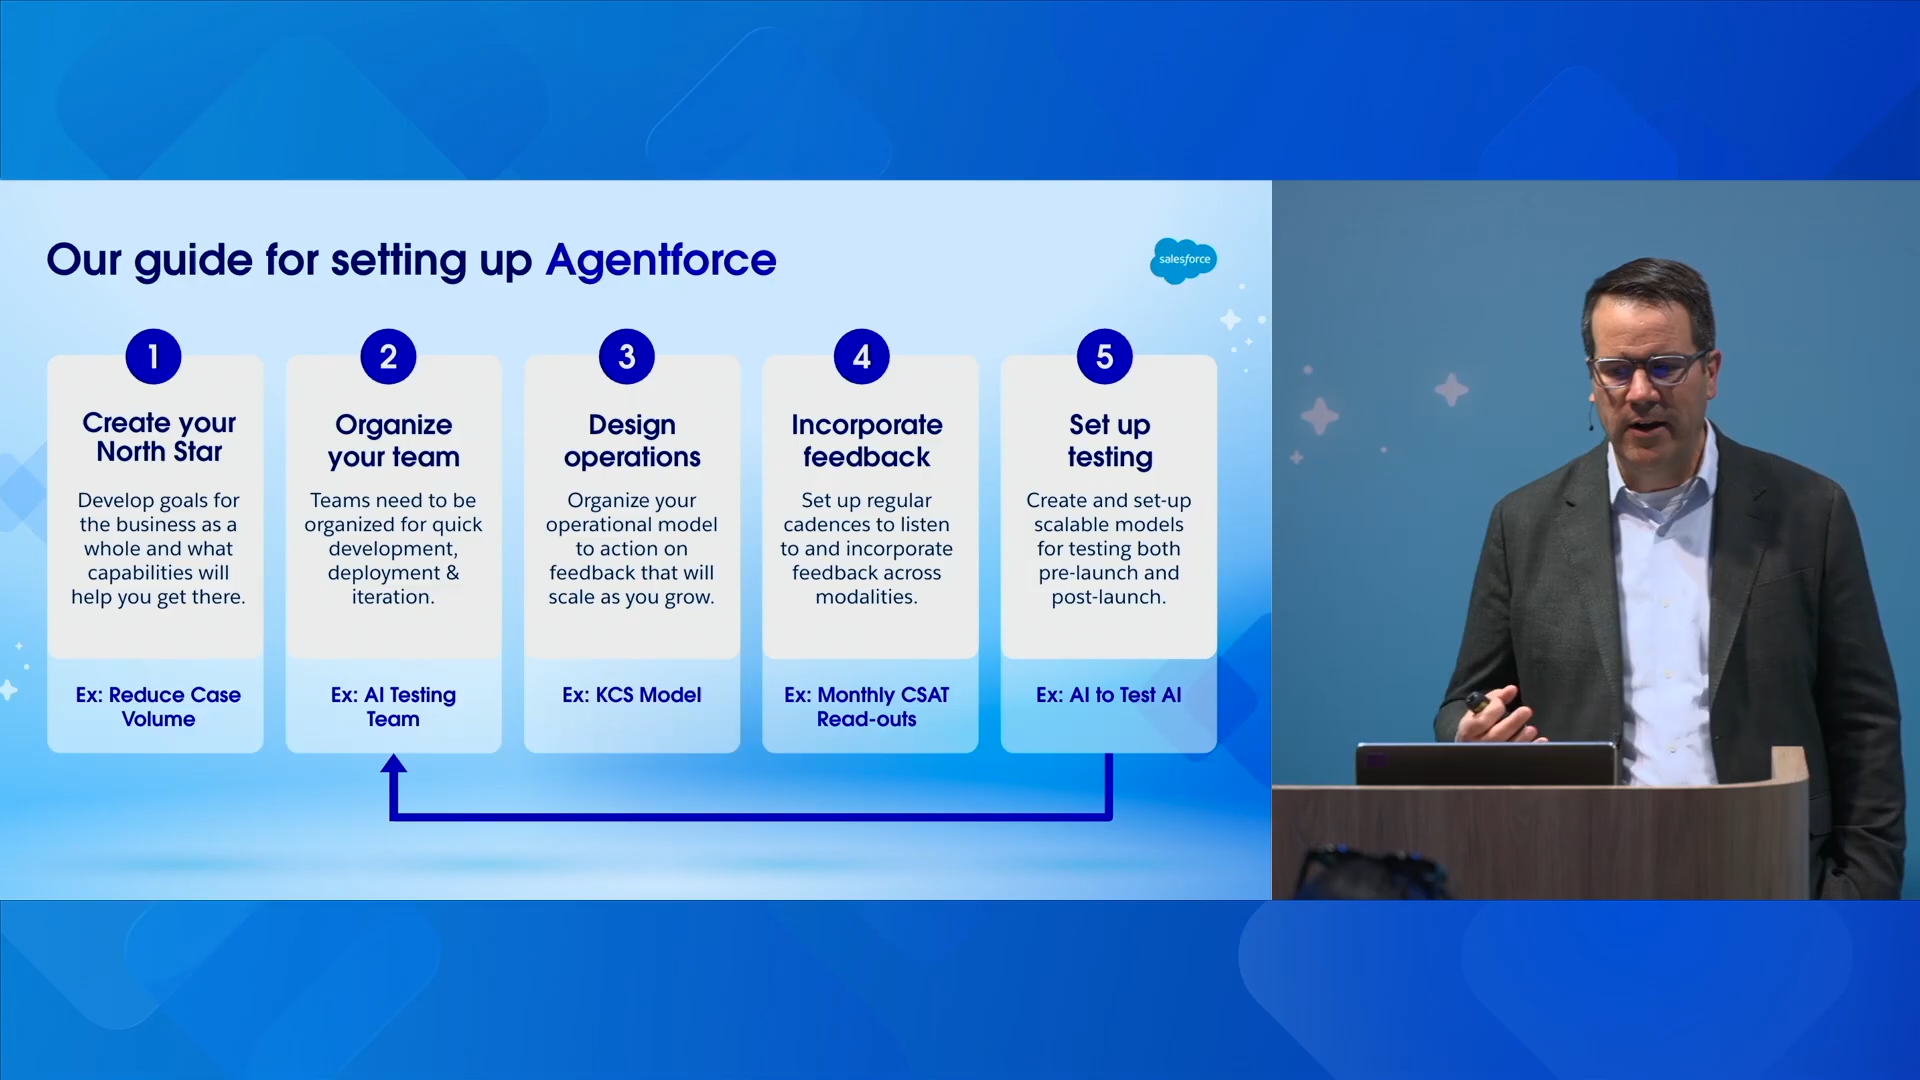 Our guide for setting up Agentforce
salesforce
1
Create your
North Star
Develop goals for
the business as a
whole and what
capabilities will
help you get there.
Ex: Reduce Case
Volume
2
Organize
your team
Teams need to be
organized for quick
development,
deployment &
iteration.
Ex: AI Testing
Team
3
Design
operations
Organize your
operational model
to action on
feedback that will
scale as you grow.
Ex: KCS Model
4
Incorporate
feedback
Set up regular
cadences to listen
to and incorporate
feedback across
modalities.
Ex: Monthly CSAT
Read-outs
5
Set up
testing
Create and set-up
scalable models
for testing both
pre-launch and
post-launch.
Ex: AI to Test AI